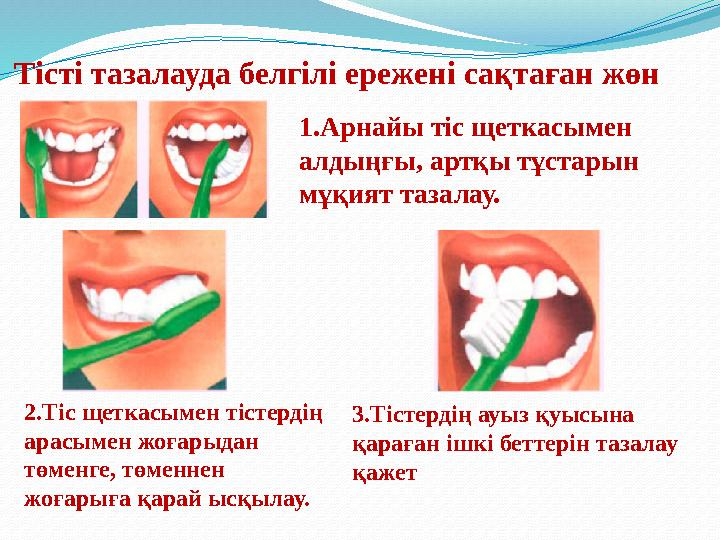 Тісті тазалауда белгілі ережені сақтаған жөн
1.Арнайы тіс щеткасымен
алдыңғы, артқы тұстарын
мұқият тазалау.
2.Тіс щеткасымен тістердің
арасымен жоғарыдан
төменге, төменнен
жоғарыға қарай ысқылау.
3.Тістердің ауыз қуысына
қараған ішкі беттерін тазалау
қажет